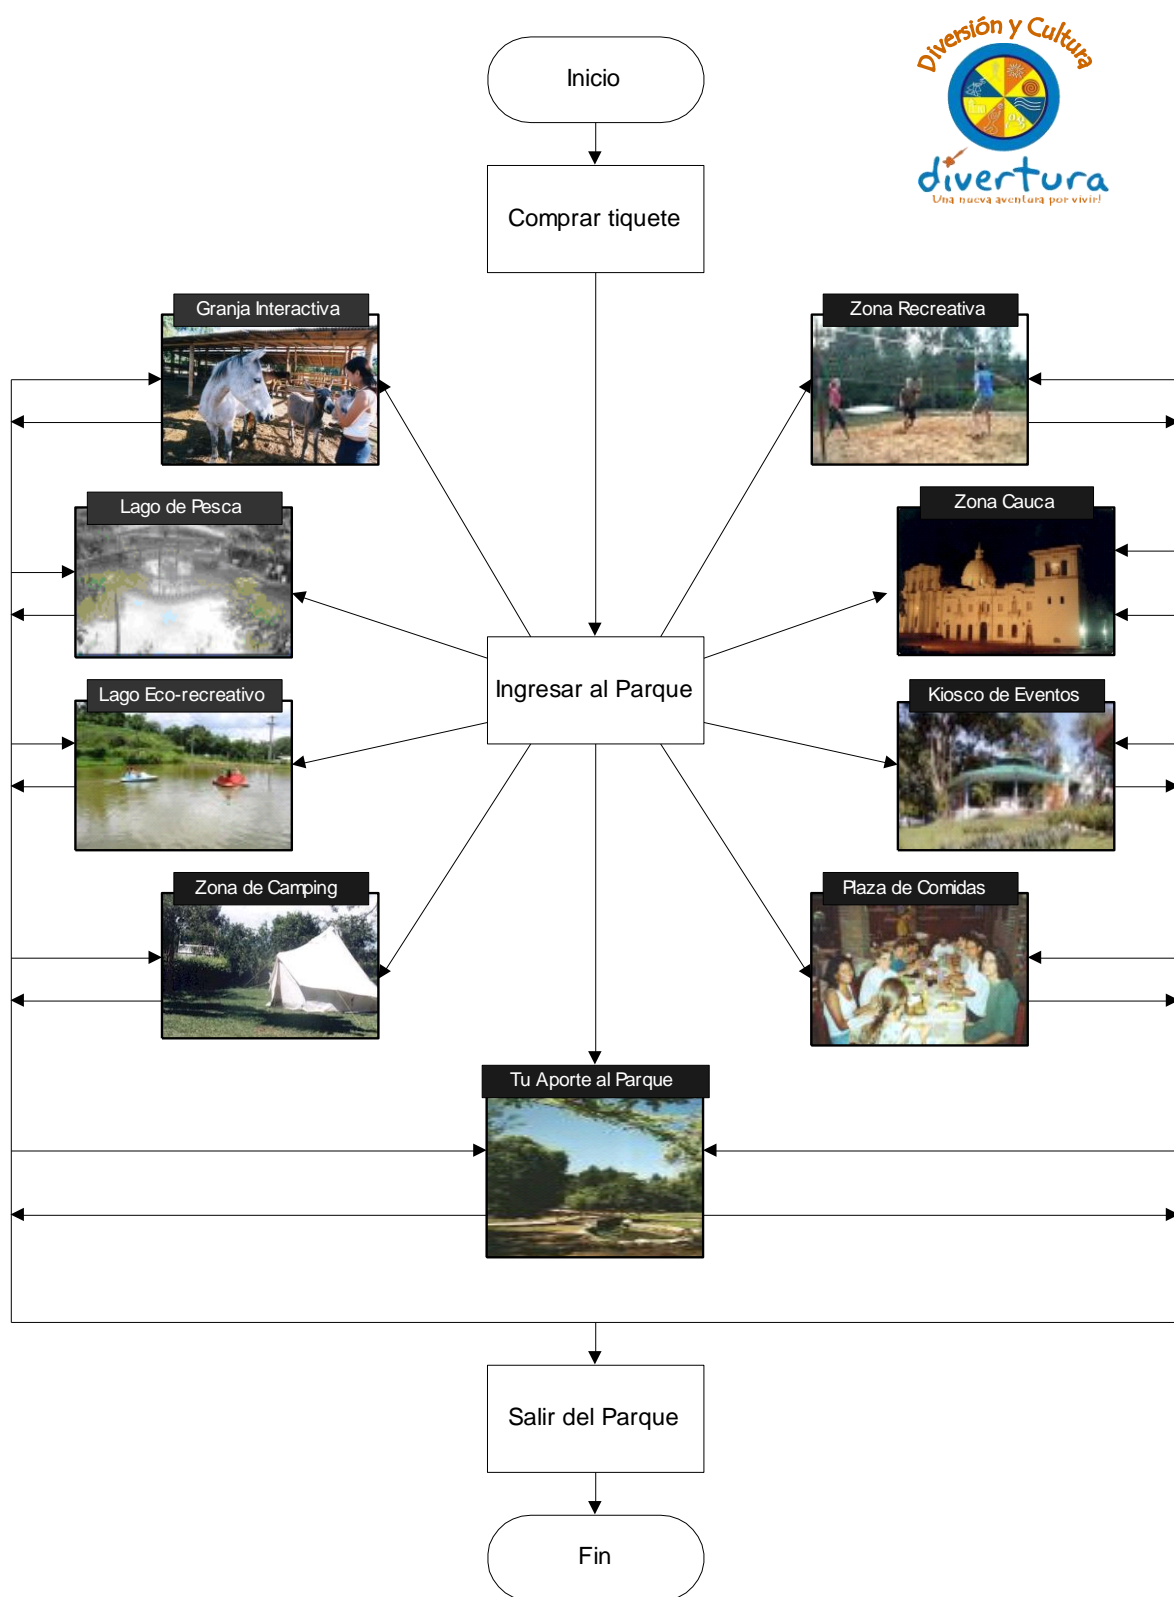 Diversión y Cultura
divertura
Una nueva aventura por vivir!
Inicio
Comprar tiquete
Granja Interactiva
Zona Recreativa
Lago de Pesca
Zona Cauca
Ingresar al Parque
Lago Eco-recreativo
Kiosco de Eventos
Zona de Camping
Plaza de Comidas
Tu Aporte al Parque
Salir del Parque
Fin